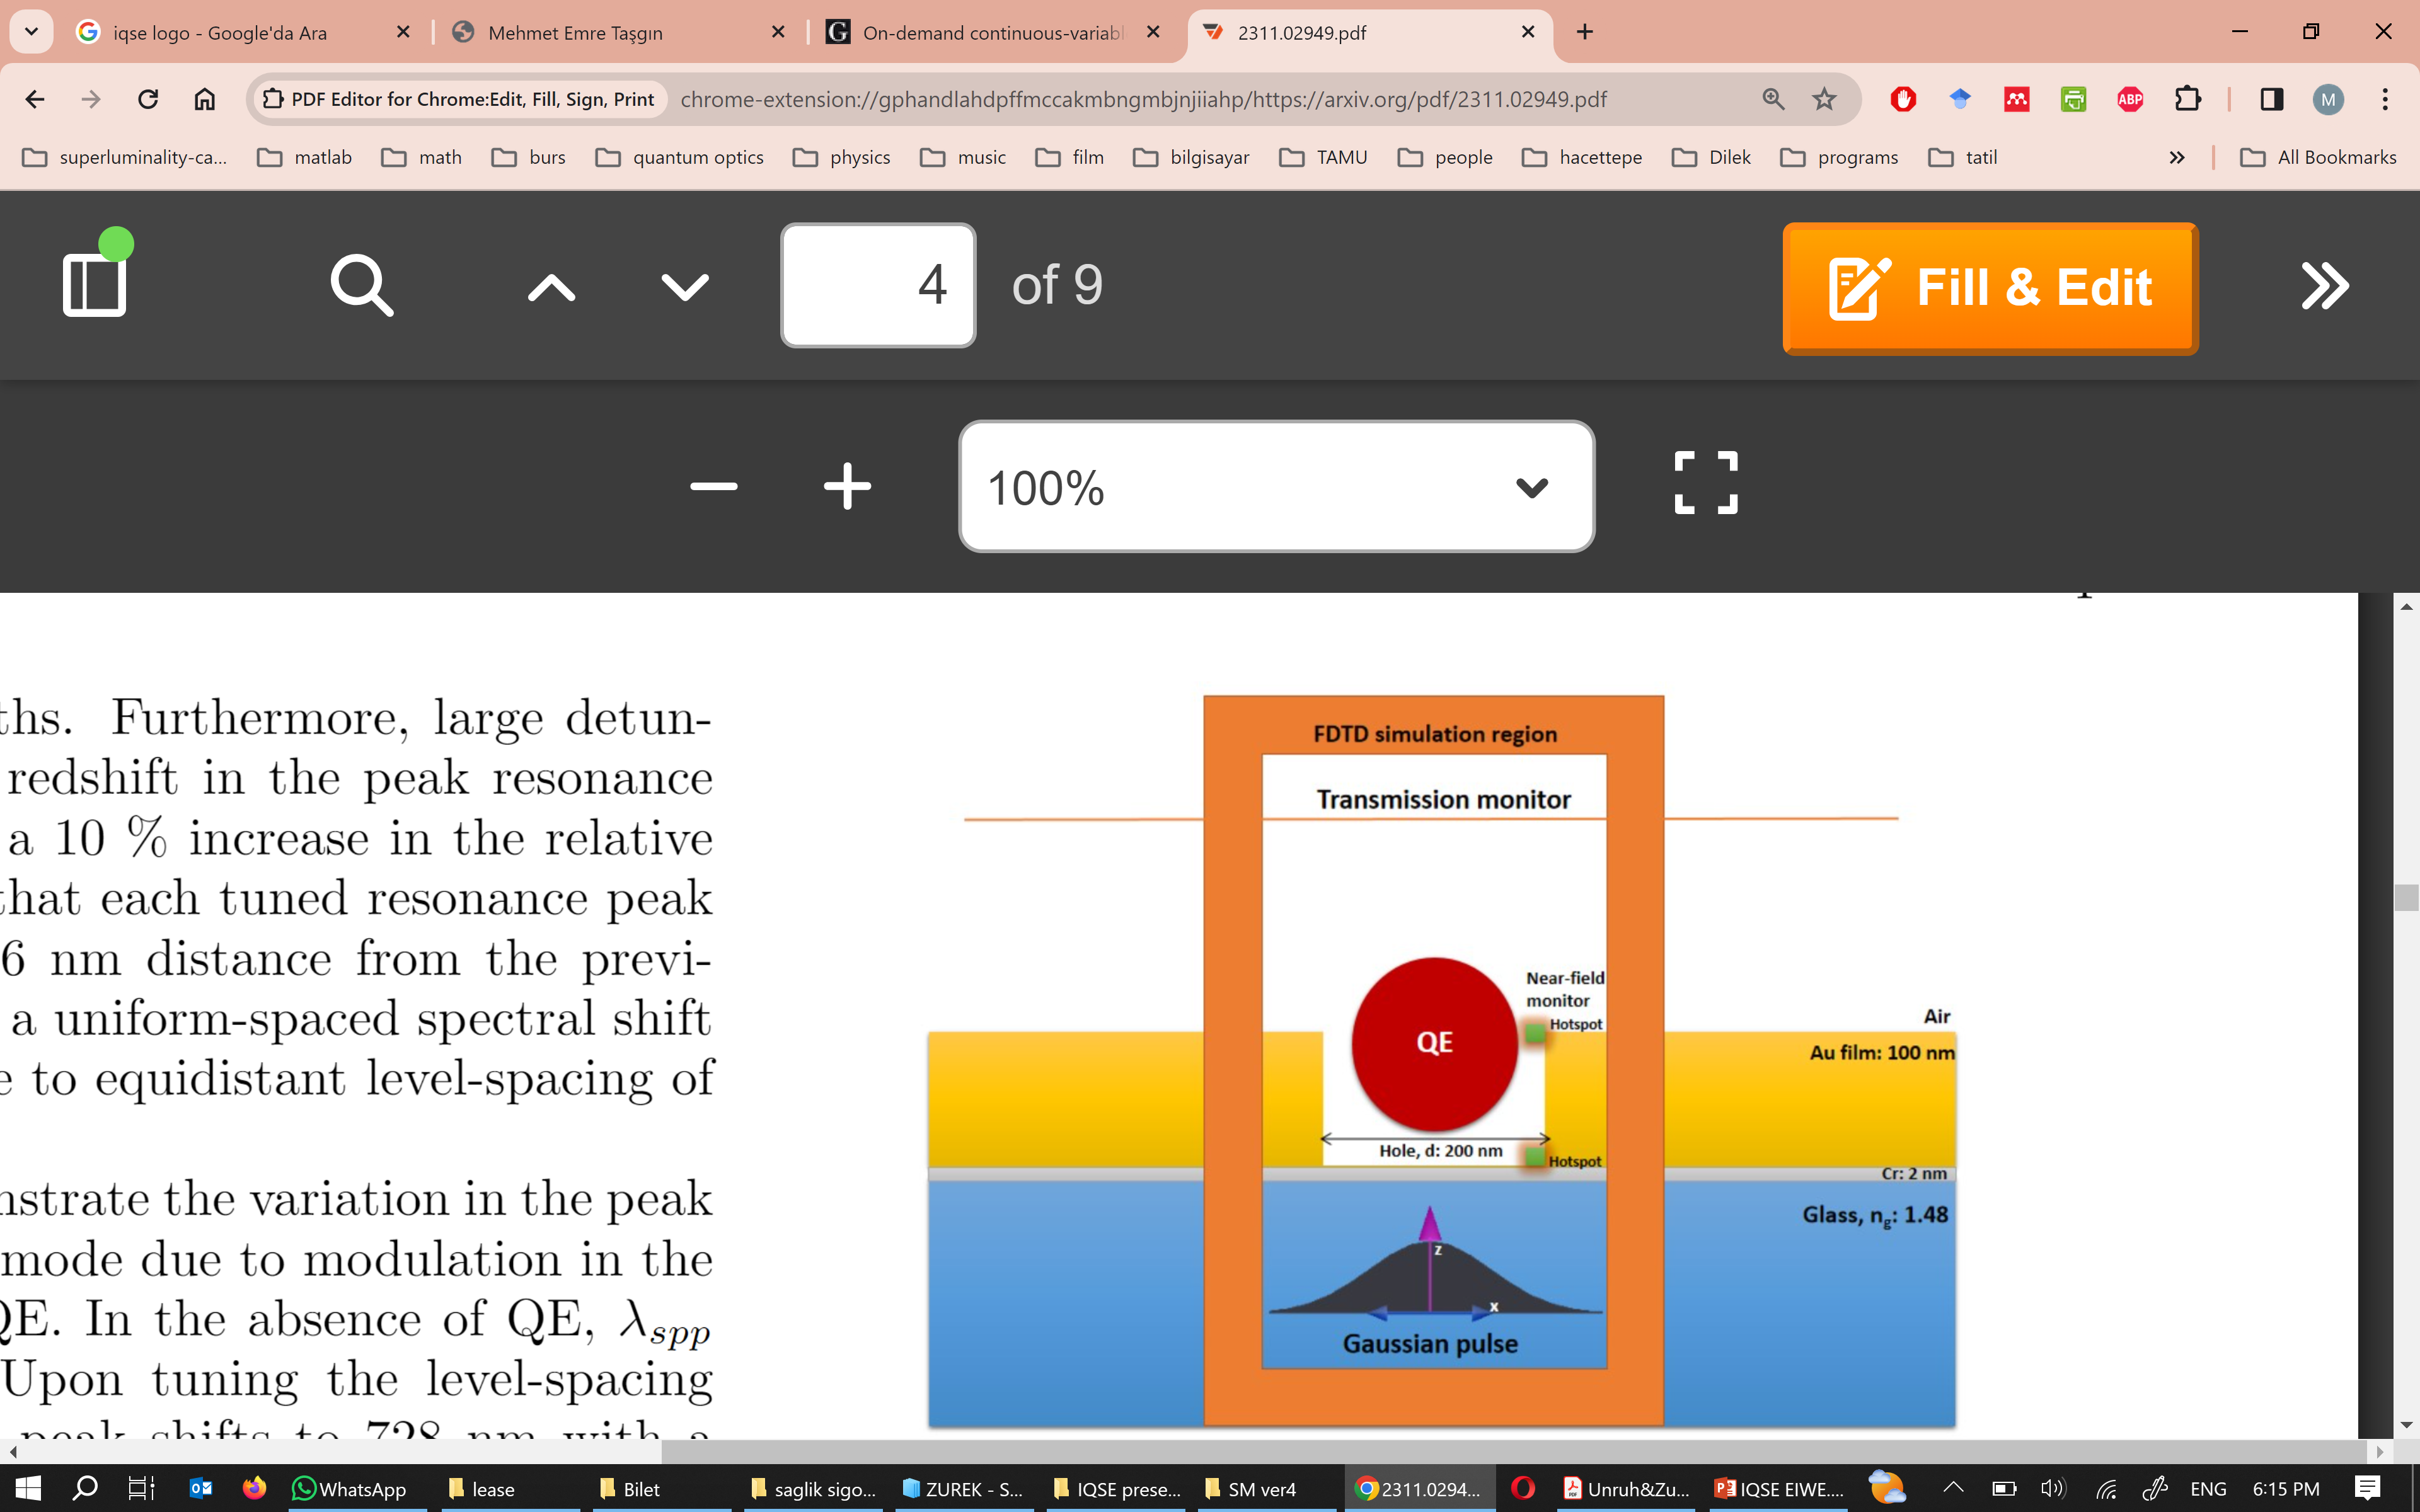 iqse logo - Google'da Ara
Mehmet Emre Taşgın
On-demand continuous-variabl
2311.02949.pdf
PDF Editor for Chrome:Edit, Fill, Sign, Print
chrome-extension://gphandlahdpffmccakmbngmbjnjiiahp/https://arxiv.org/pdf/2311.02949.pdf
ABP
M
superluminality-ca...
matlab
math
burs
quantum optics
physics
music
film
bilgisayar
TAMU
people
hacettepe
Dilek
programs
tatil
All Bookmarks
4 of 9
Fill & Edit
100%
ths. Furthermore, large detun-
redshift in the peak resonance
a 10 % increase in the relative
that each tuned resonance peak
6 nm distance from the previ-
a uniform-spaced spectral shift
e to equidistant level-spacing of
nstrate the variation in the peak
mode due to modulation in the
QE. In the absence of QE, λspp
Upon tuning the level-spacing
peak shifts to 728 nm with a
FDTD simulation region
Transmission monitor
Near-field
monitor
Hotspot
QE
Air
Au film: 100 nm
Hole, d: 200 nm
Hotspot
Cr: 2 nm
Glass, ng: 1.48
z
x
Gaussian pulse
WhatsApp
lease
Bilet
saglik sigo...
ZUREK - S...
IQSE prese...
SM ver4
2311.0294...
Unruh&Zu...
IQSE EIWE....
ENG
6:15 PM